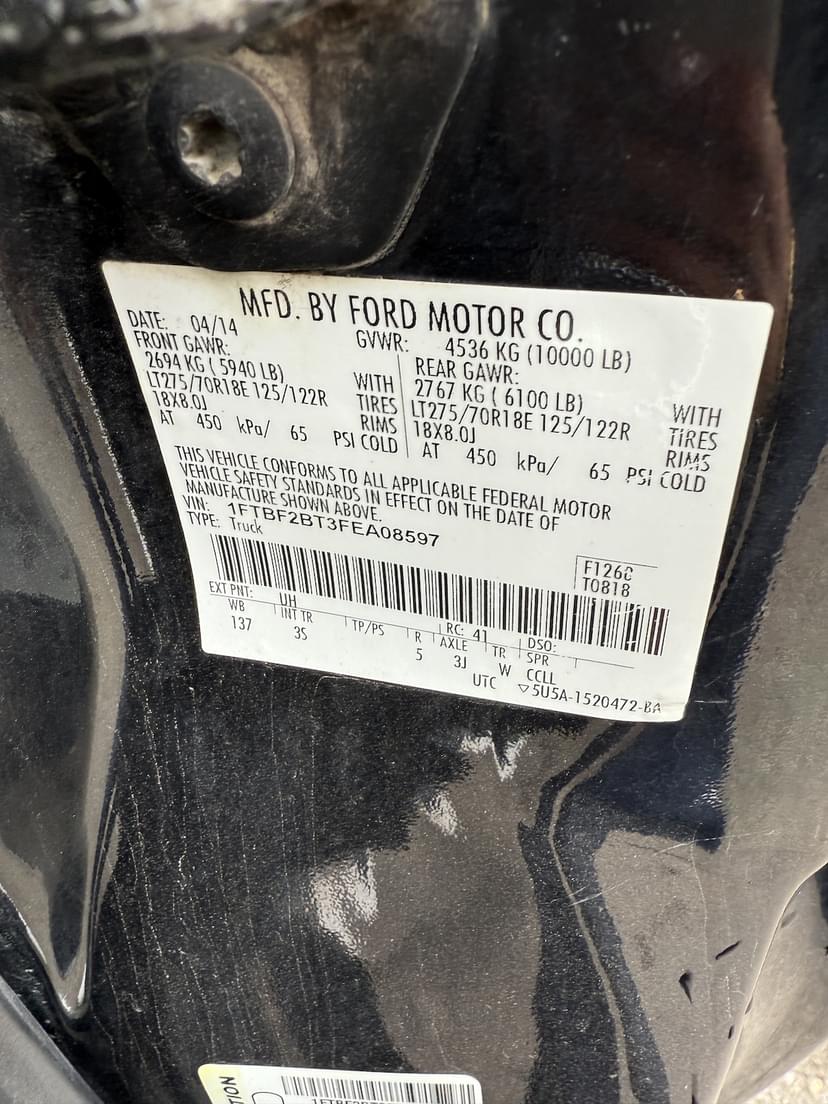 MFD. BY FORD MOTOR CO.
DATE: 04/14 GVWR: 4536 KG (10000 LB)
FRONT GAWR: REAR GAWR:
2694 KG ( 5940 LB) WITH 2767 KG ( 6100 LB) WITH
LT275/70R18E 125/122R TIRES LT275/70R18E 125/122R TIRES
18X8.0J RIMS 18X8.0J RIMS
AT 450 kPa/ 65 PSI COLD AT 450 kPa/ 65 PSI COLD
THIS VEHICLE CONFORMS TO ALL APPLICABLE FEDERAL MOTOR
VEHICLE SAFETY STANDARDS IN EFFECT ON THE DATE OF
MANUFACTURE SHOWN ABOVE.
VIN: 1FTBF2BT3FEA08597
TYPE: Truck
F126
T0818
EXT PNT: UH RC: 41 DSO:
WB INT TR TP/PS R AXLE TR SPR
137 3S 5 3J W CCLL
UTC ▽5U5A-1520472-BA